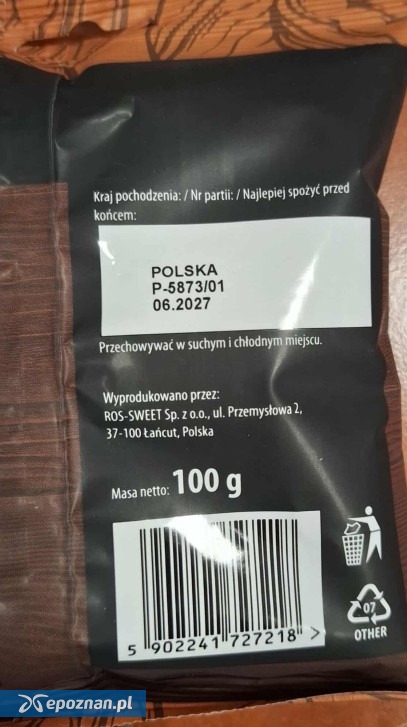 Kraj pochodzenia: / Nr partii: / Najlepiej spożyć przed
końcem:
POLSKA
P-5873/01
06.2027
Przechowywać w suchym i chłodnym miejscu.
Wyprodukowano przez:
ROS-SWEET Sp. z o.o., ul. Przemysłowa 2,
37-100 Łańcut, Polska
Masa netto: 100 g
5 902241 727218 >
07
OTHER
epoznan.pl